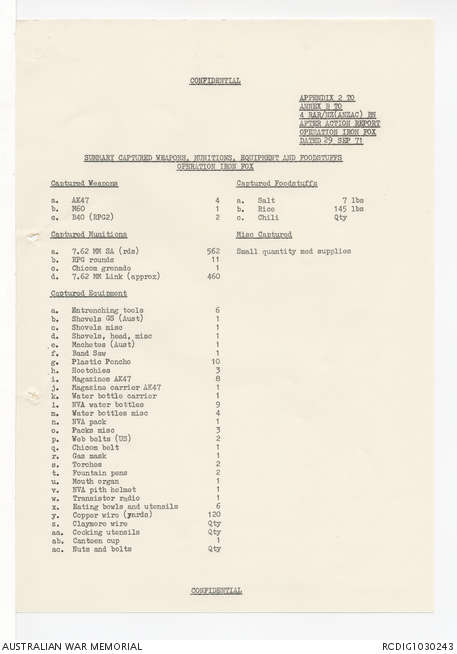 CONFIDENTIAL
APPENDIX 2 TO
ANNEX B TO
4 RAR/NZ(ANZAC) BN
AFTER ACTION REPORT
OPERATION IRON FOX
DATED 29 SEP 71
SUMMARY CAPTURED WEAPONS, MUNITIONS, EQUIPMENT AND FOODSTUFFS
OPERATION IRON FOX
Captured Weapons
a. AK47 4
b. M60 1
c. B40 (RPG2) 2
Captured Munitions
a. 7.62 MM SA (rds) 562
b. RPG rounds 11
c. Chicom grenade 1
d. 7.62 MM Link (approx) 460
Captured Equipment
a. Entrenching tools 6
b. Shovels GS (Aust) 1
c. Shovels misc 1
d. Shovels, head, misc 1
e. Machetes (Aust) 1
f. Band Saw 1
g. Plastic Poncho 10
h. Hootchies 3
i. Magazines AK47 8
j. Magazine carrier AK47 1
k. Water bottle carrier 1
l. NVA water bottles 9
m. Water bottles misc 4
n. NVA pack 1
o. Packs misc 3
p. Web belts (US) 2
q. Chicom belt 1
r. Gas mask 1
s. Torches 2
t. Fountain pens 2
u. Mouth organ 1
v. NVA pith helmet 1
w. Transistor radio 1
x. Eating bowls and utensils 6
y. Copper wire (yards) 120
z. Claymore wire Qty
aa. Cooking utensils Qty
ab. Canteen cup 1
ac. Nuts and bolts Qty
Captured Foodstuffs
a. Salt 7 lbs
b. Rice 145 lbs
c. Chili Qty
Misc Captured
Small quantity med supplies
CONFIDENTIAL
AUSTRALIAN WAR MEMORIAL
RCDIG1030243